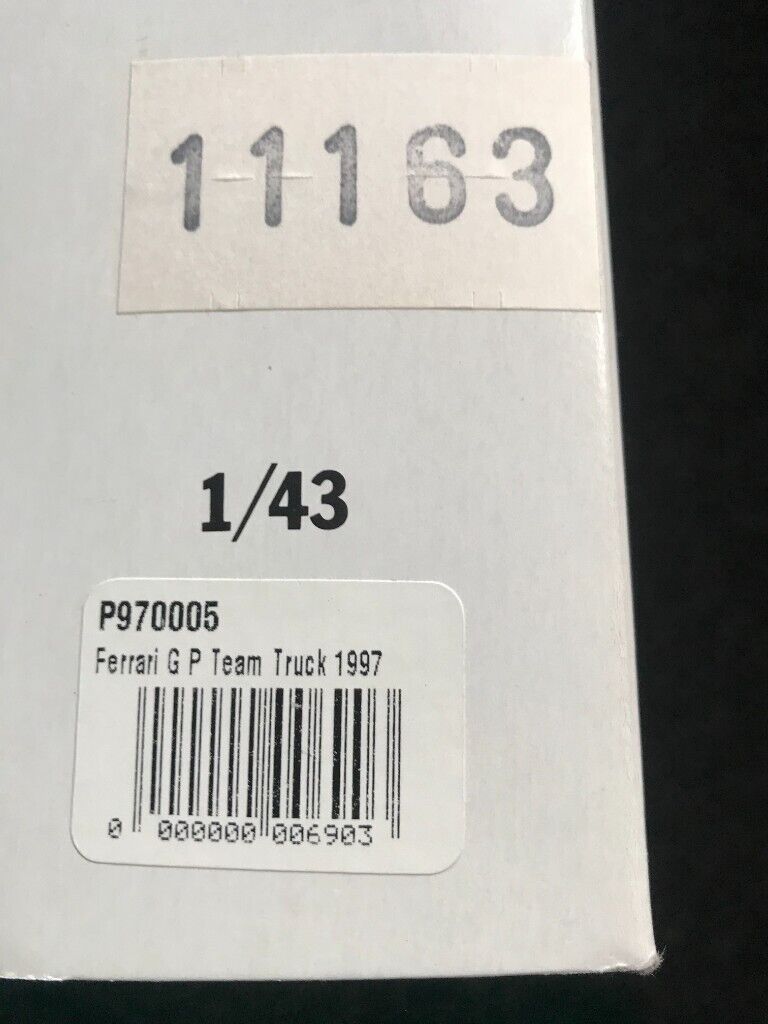 11163
1/43
P970005
Ferrari G P Team Truck 1997
0 000000 006903